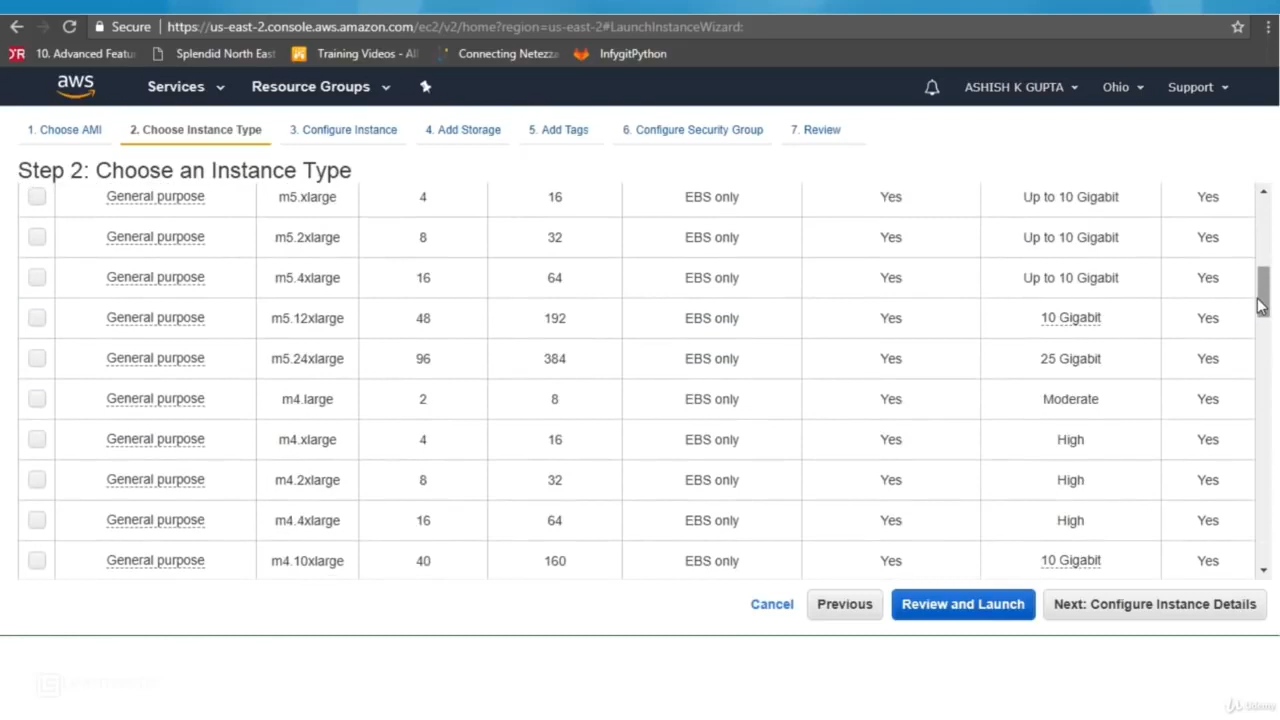 Secure https://us-east-2.console.aws.amazon.com/ec2/v2/home?region=us-east-2#LaunchInstanceWizard:
10. Advanced Featu Splendid North East Training Videos - All Connecting Netezza InfygitPython
aws Services Resource Groups ASHISH K GUPTA Ohio Support
1. Choose AMI 2. Choose Instance Type 3. Configure Instance 4. Add Storage 5. Add Tags 6. Configure Security Group 7. Review
Step 2: Choose an Instance Type
General purpose m5.xlarge 4 16 EBS only Yes Up to 10 Gigabit Yes
General purpose m5.2xlarge 8 32 EBS only Yes Up to 10 Gigabit Yes
General purpose m5.4xlarge 16 64 EBS only Yes Up to 10 Gigabit Yes
General purpose m5.12xlarge 48 192 EBS only Yes 10 Gigabit Yes
General purpose m5.24xlarge 96 384 EBS only Yes 25 Gigabit Yes
General purpose m4.large 2 8 EBS only Yes Moderate Yes
General purpose m4.xlarge 4 16 EBS only Yes High Yes
General purpose m4.2xlarge 8 32 EBS only Yes High Yes
General purpose m4.4xlarge 16 64 EBS only Yes High Yes
General purpose m4.10xlarge 40 160 EBS only Yes 10 Gigabit Yes
Cancel Previous Review and Launch Next: Configure Instance Details
Udemy